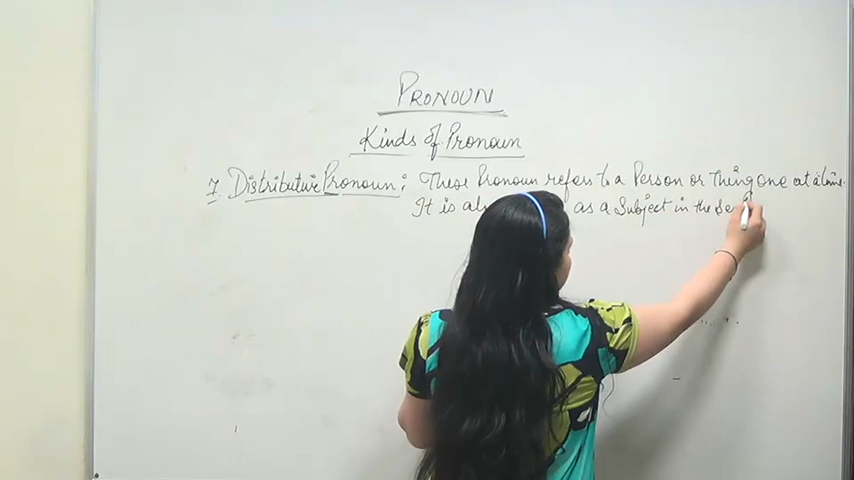 PRONOUN
Kinds of Pronoun
7 Distributive Pronoun: These Pronoun refers to a Person or Thing one at a time.
It is as a Subject in the Se